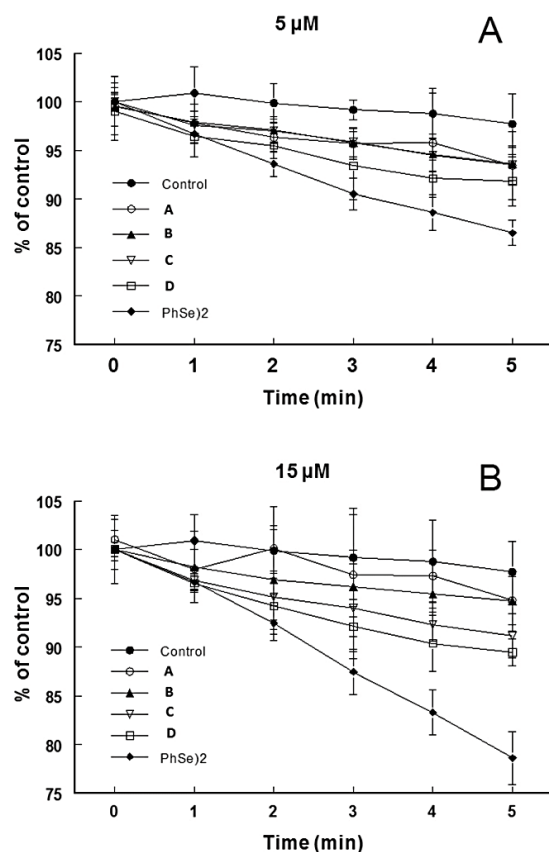 5 µM
A
105
100
95
90
85
80
75
% of control
Control
A
B
C
D
PhSe)2
0 1 2 3 4 5
Time (min)
15 µM
B
105
100
95
90
85
80
75
% of control
Control
A
B
C
D
PhSe)2
0 1 2 3 4 5
Time (min)